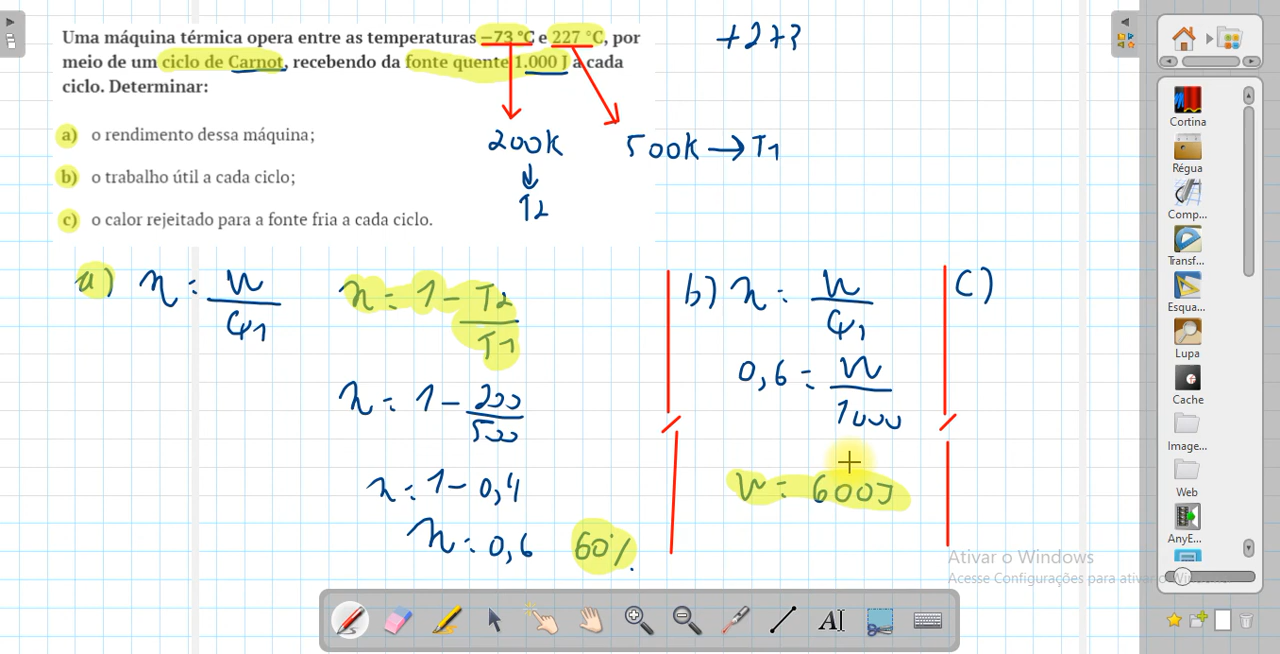 Uma máquina térmica opera entre as temperaturas −73 °C e 227 °C, por
meio de um ciclo de Carnot, recebendo da fonte quente 1.000 J a cada
ciclo. Determinar:
a) o rendimento dessa máquina;
b) o trabalho útil a cada ciclo;
c) o calor rejeitado para a fonte fria a cada ciclo.
+273
200K
↓
T2
500K → T1
a) η = W/Q1
η = 1 - T2/T1
η = 1 - 200/500
η = 1 - 0,4
η = 0,6 60%.
b) η = W/Q1
0,6 = W/1000
W = 600J
c)
Cortina
Régua
Comp...
Transf...
Esqua...
Lupa
Cache
Image...
Web
AnyE...
Ativar o Windows
Acesse Configurações para ativar o Windows.